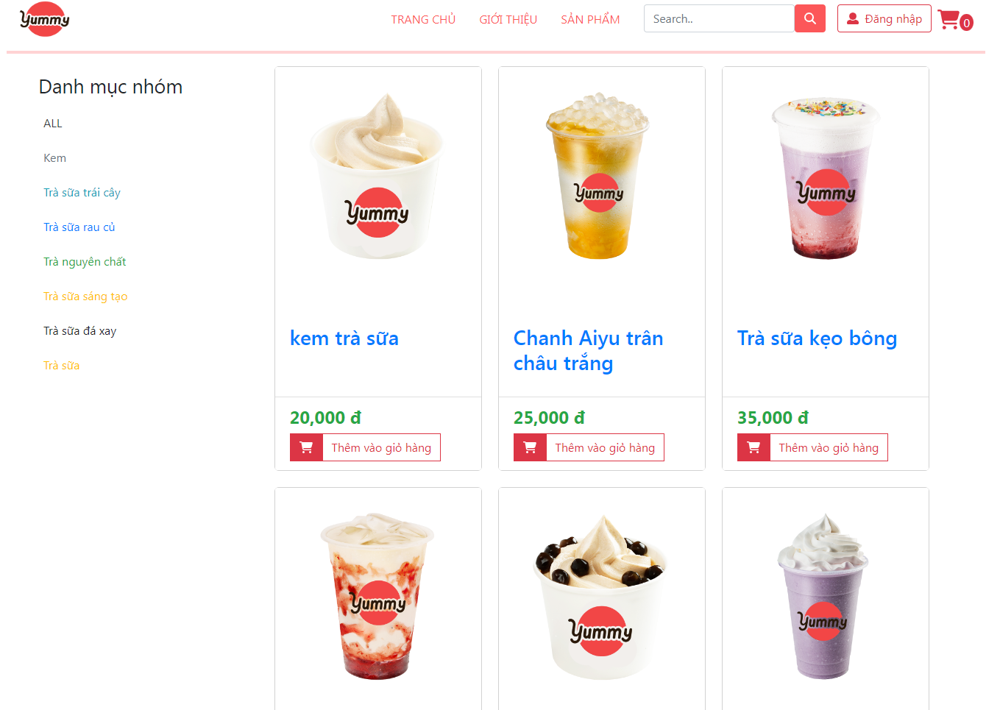 Yummy
TRANG CHỦ
GIỚI THIỆU
SẢN PHẨM
Search..
Đăng nhập
0
Danh mục nhóm
ALL
Kem
Trà sữa trái cây
Trà sữa rau củ
Trà nguyên chất
Trà sữa sáng tạo
Trà sữa đá xay
Trà sữa
Yummy
Yummy
Yummy
kem trà sữa
Chanh Aiyu trân
châu trắng
Trà sữa kẹo bông
20,000 đ
25,000 đ
35,000 đ
Thêm vào giỏ hàng
Thêm vào giỏ hàng
Thêm vào giỏ hàng
Yummy
Yummy
Yummy